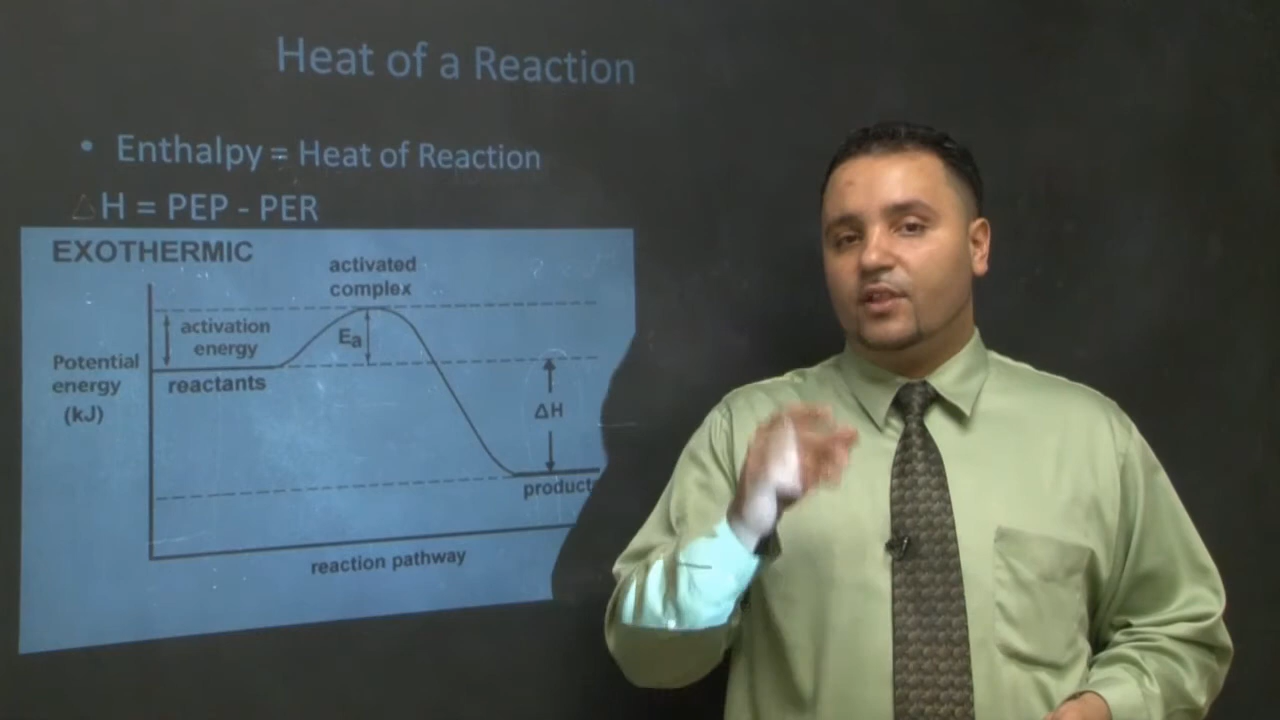 Heat of a Reaction
• Enthalpy = Heat of Reaction
△H = PEP - PER
EXOTHERMIC
activated
complex
activation
energy
Ea
Potential
energy
(kJ)
reactants
ΔH
products
reaction pathway